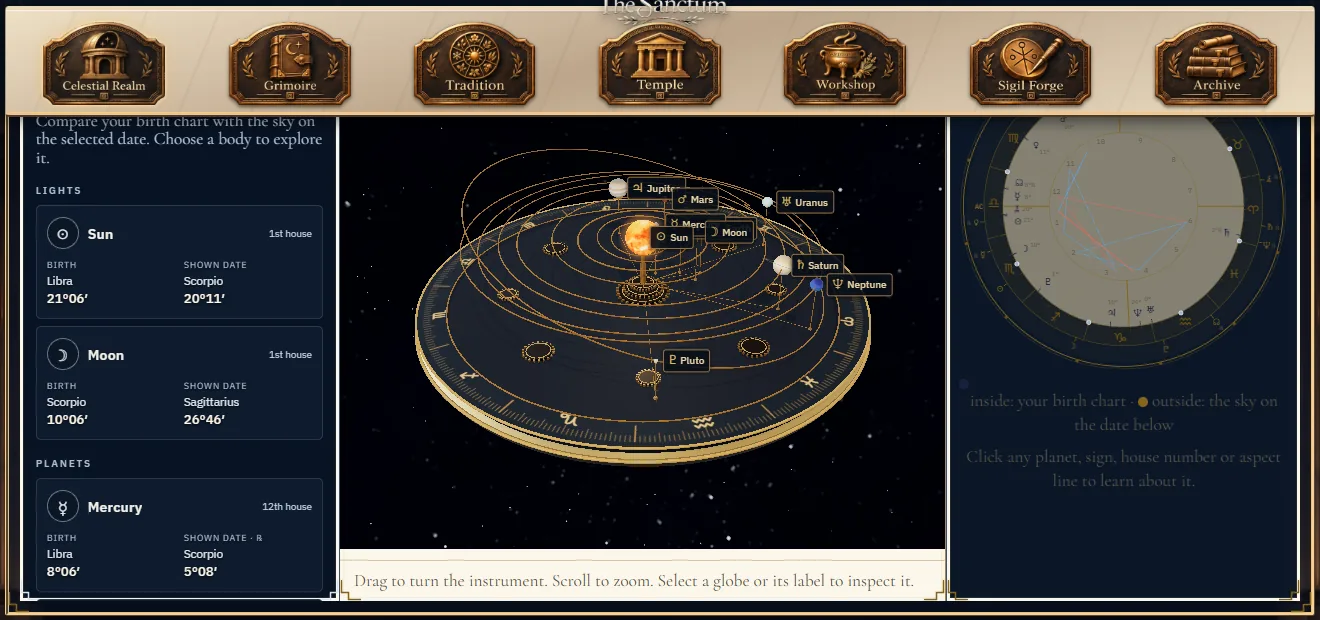 The Sanctum
Celestial Realm
Grimoire
Tradition
Temple
Workshop
Sigil Forge
Archive
Compare your birth chart with the sky on
the selected date. Choose a body to explore
it.
LIGHTS
Sun
1st house
BIRTH
SHOWN DATE
Libra
Scorpio
21°06′
20°11′
Moon
1st house
BIRTH
SHOWN DATE
Scorpio
Sagittarius
10°06′
26°46′
PLANETS
Mercury
12th house
BIRTH
SHOWN DATE · ℞
Libra
Scorpio
8°06′
5°08′
♃ Jupiter
♂ Mars
♅ Uranus
☿ Merc
☉ Sun
☽ Moon
♄ Saturn
♆ Neptune
♇ Pluto
Drag to turn the instrument. Scroll to zoom. Select a globe or its label to inspect it.
inside: your birth chart · outside: the sky on
the date below
Click any planet, sign, house number or aspect
line to learn about it.